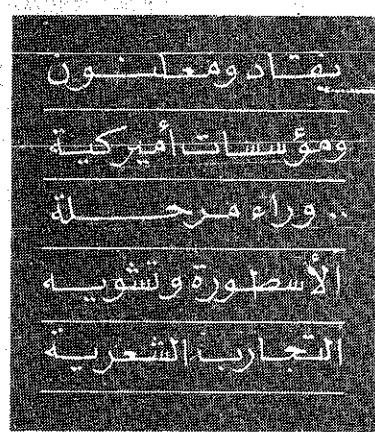 نقاد ومعلنون
ومؤسسات أميركية
.. وراء مرحلة
الأسطورة وتشويه
التجارب الشعرية